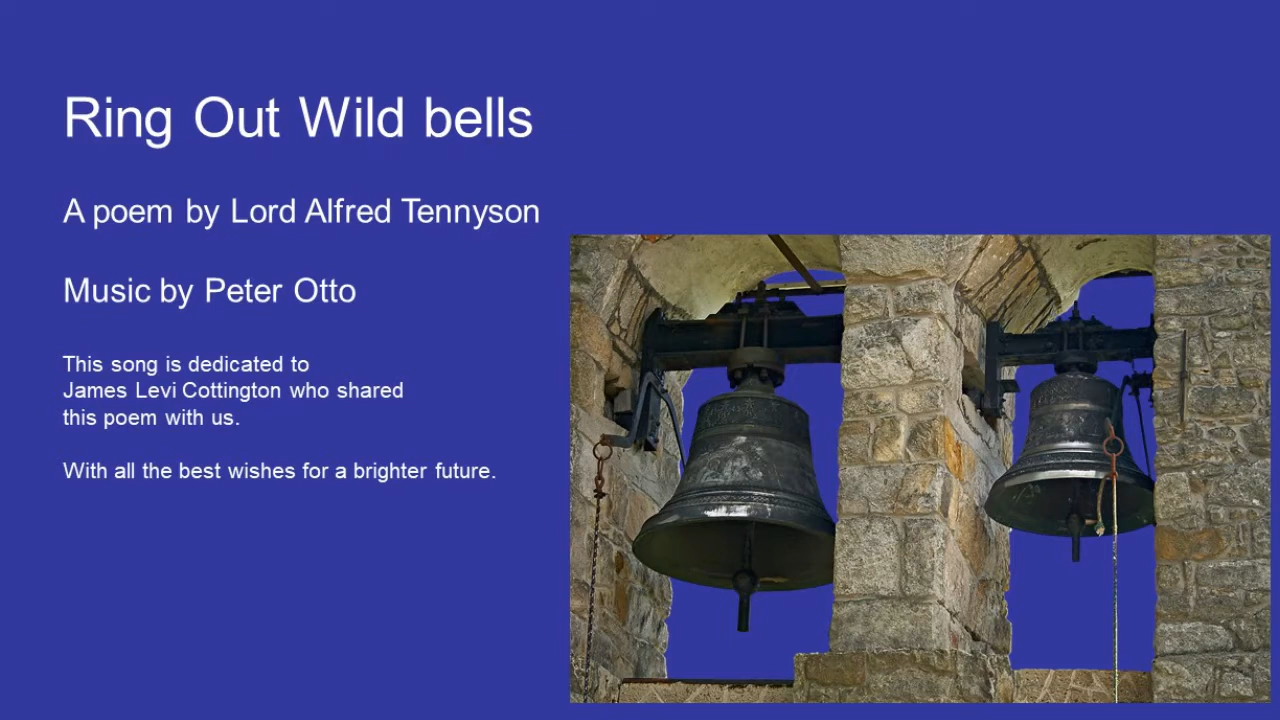 Ring Out Wild bells
A poem by Lord Alfred Tennyson
Music by Peter Otto
This song is dedicated to
James Levi Cottington who shared
this poem with us.
With all the best wishes for a brighter future.